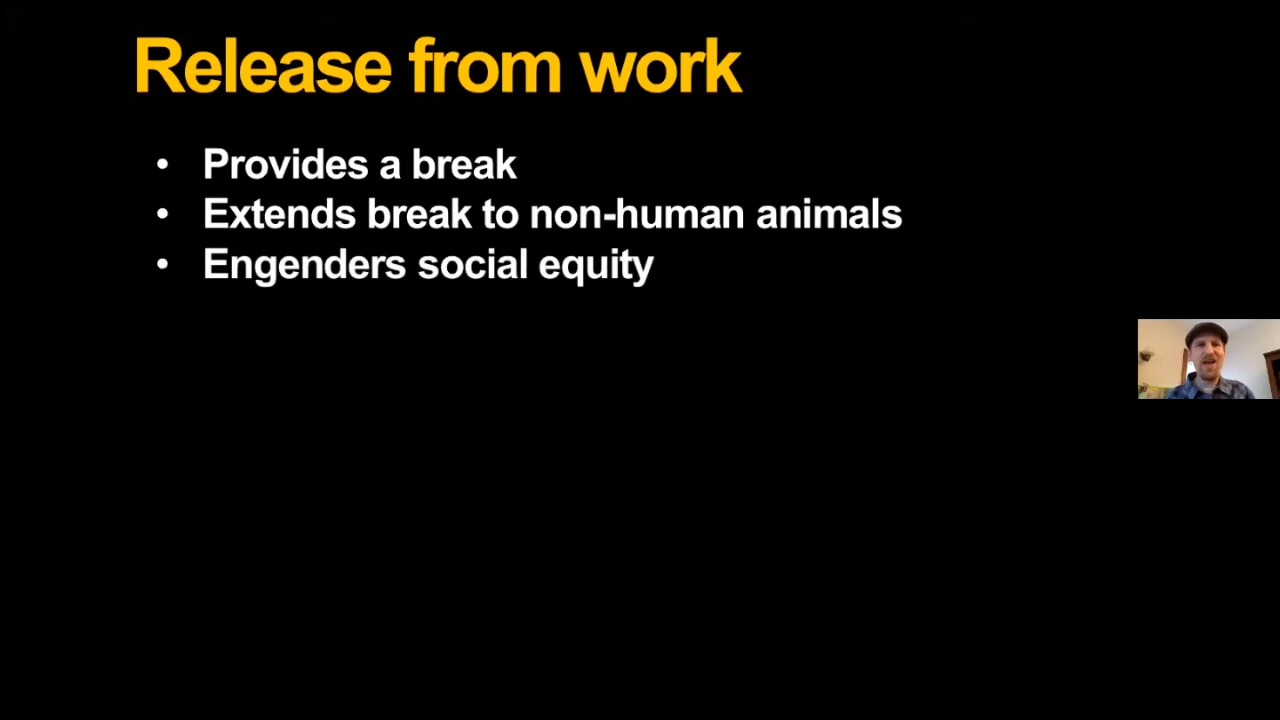 Release from work
• Provides a break
• Extends break to non-human animals
• Engenders social equity